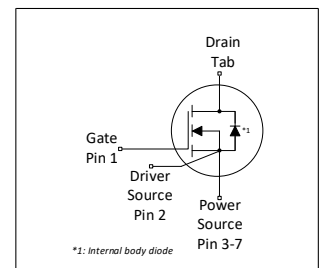 Drain
Tab
*1
Gate
Pin 1
Driver
Source
Pin 2
Power
Source
Pin 3-7
*1: Internal body diode